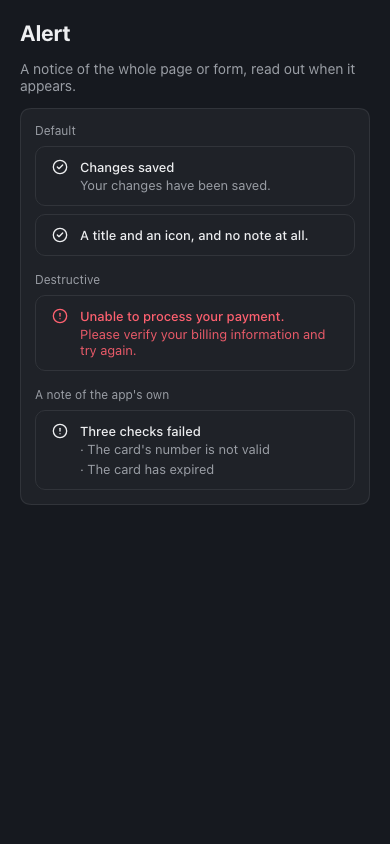 Alert
A notice of the whole page or form, read out when it
appears.
Default
Changes saved
Your changes have been saved.
A title and an icon, and no note at all.
Destructive
Unable to process your payment.
Please verify your billing information and
try again.
A note of the app's own
Three checks failed
· The card's number is not valid
· The card has expired